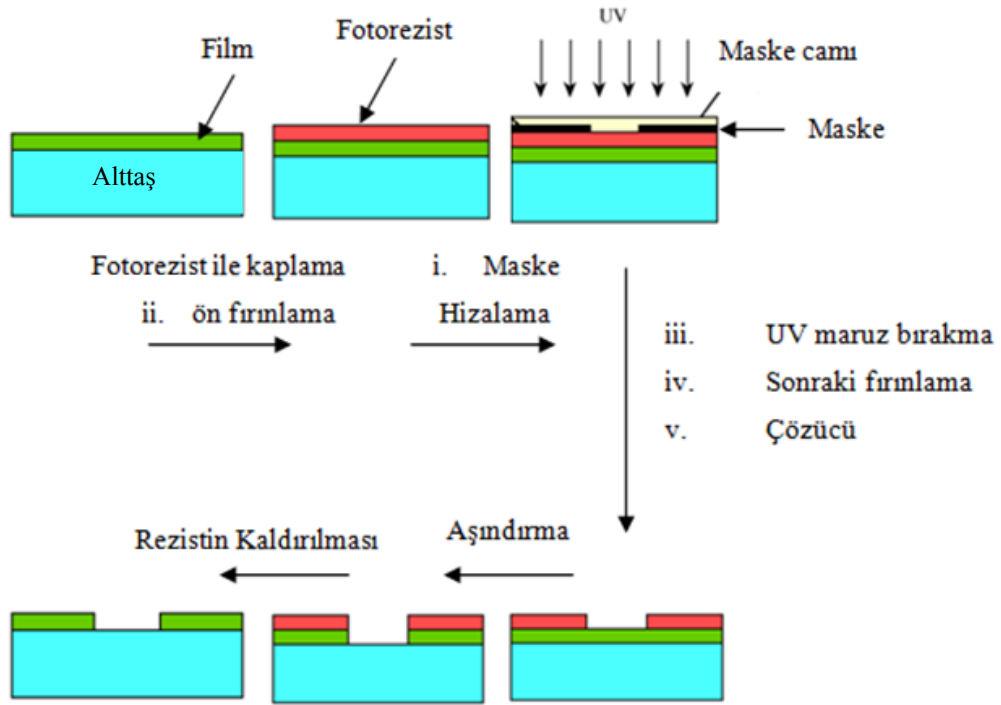 Film
Fotorezist
UV
Maske camı
Maske
Alttaş
Fotorezist ile kaplama
ii. ön fırınlama
i. Maske
Hizalama
iii. UV maruz bırakma
iv. Sonraki fırınlama
v. Çözücü
Aşındırma
Rezistin Kaldırılması